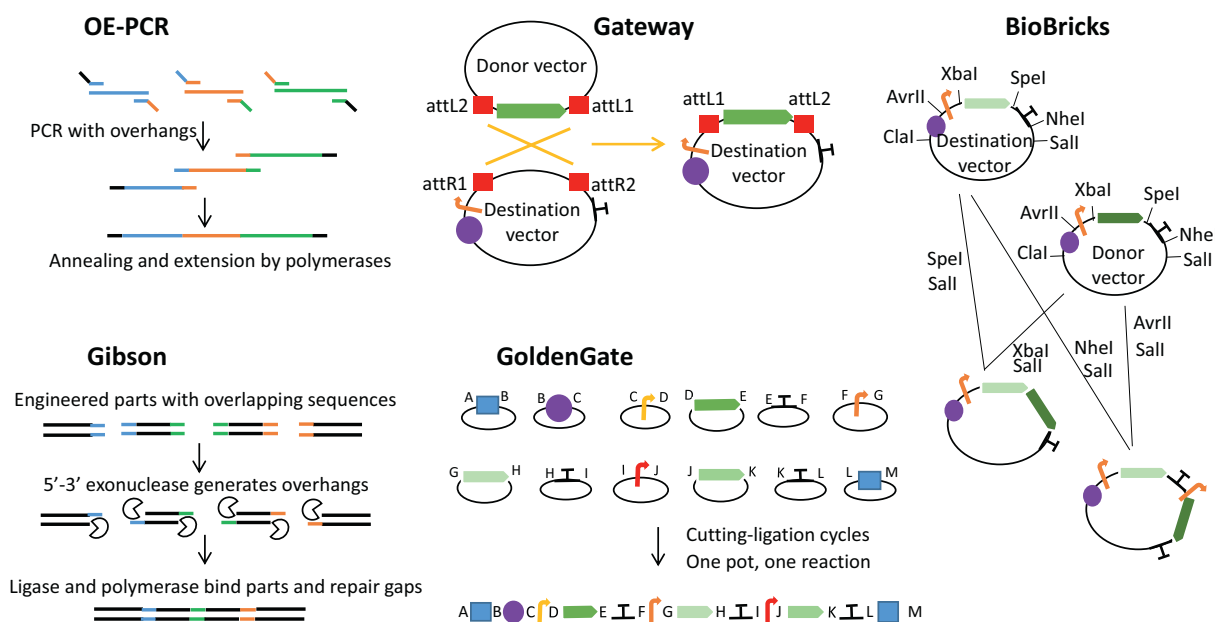 OE-PCR
PCR with overhangs
Annealing and extension by polymerases
Gateway
Donor vector
attL2
attL1
attR1
attR2
Destination
vector
attL1
attL2
Destination
vector
BioBricks
XbaI
SpeI
AvrII
NheI
ClaI
Destination
SalI
vector
XbaI
SpeI
AvrII
Nhe
ClaI
Donor
SalI
vector
SpeI
SalI
AvrII
SalI
XbaI
SalI
NheI
SalI
Gibson
Engineered parts with overlapping sequences
5'-3' exonuclease generates overhangs
Ligase and polymerase bind parts and repair gaps
GoldenGate
A B B C C D D E E F F G
G H H I I J J K K L L M
Cutting-ligation cycles
One pot, one reaction
A B C D E F G H I J K L M